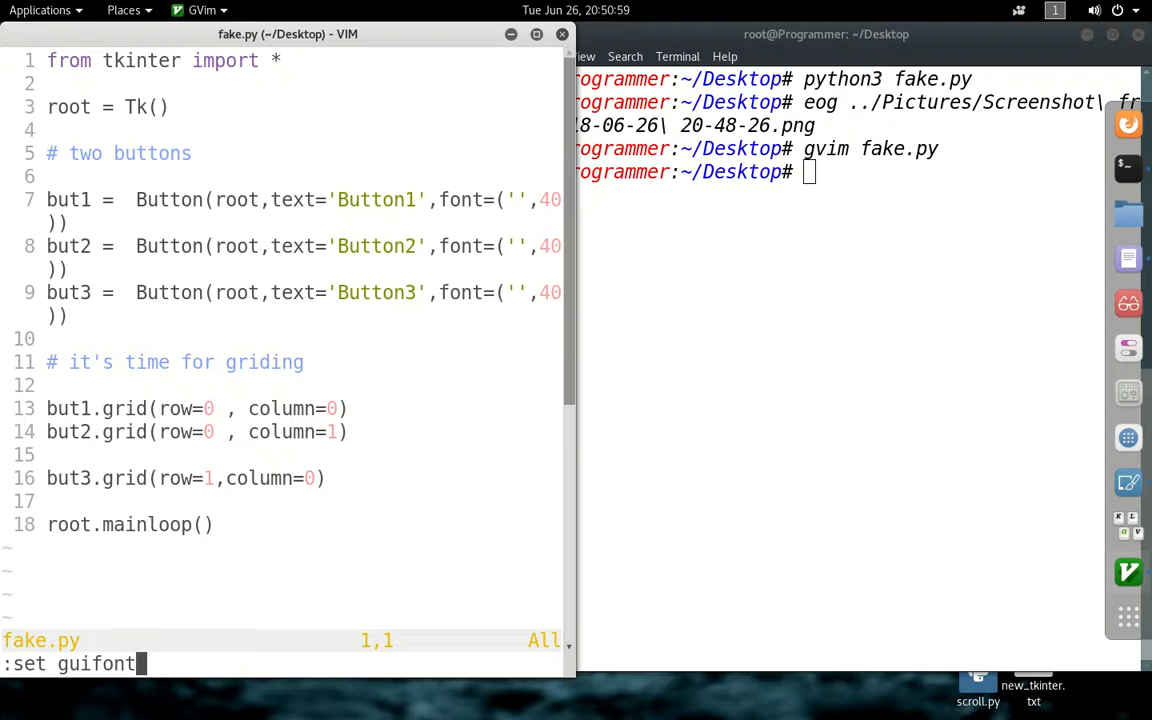 Applications Places GVim Tue Jun 26, 20:50:59 1
fake.py (~/Desktop) - VIM
1 from tkinter import *
2
3 root = Tk()
4
5 # two buttons
6
7 but1 =  Button(root,text='Button1',font=('',40
))
8 but2 =  Button(root,text='Button2',font=('',40
))
9 but3 =  Button(root,text='Button3',font=('',40
))
10
11 # it's time for griding
12
13 but1.grid(row=0 , column=0)
14 but2.grid(row=0 , column=1)
15
16 but3.grid(row=1,column=0)
17
18 root.mainloop()
~
~
~
~
fake.py 1,1 All
:set guifont
root@Programmer: ~/Desktop
View Search Terminal Help
rogrammer:~/Desktop# python3 fake.py
rogrammer:~/Desktop# eog ../Pictures/Screenshot\ fr
18-06-26\ 20-48-26.png
rogrammer:~/Desktop# gvim fake.py
rogrammer:~/Desktop#
scroll.py
new_tkinter.
txt